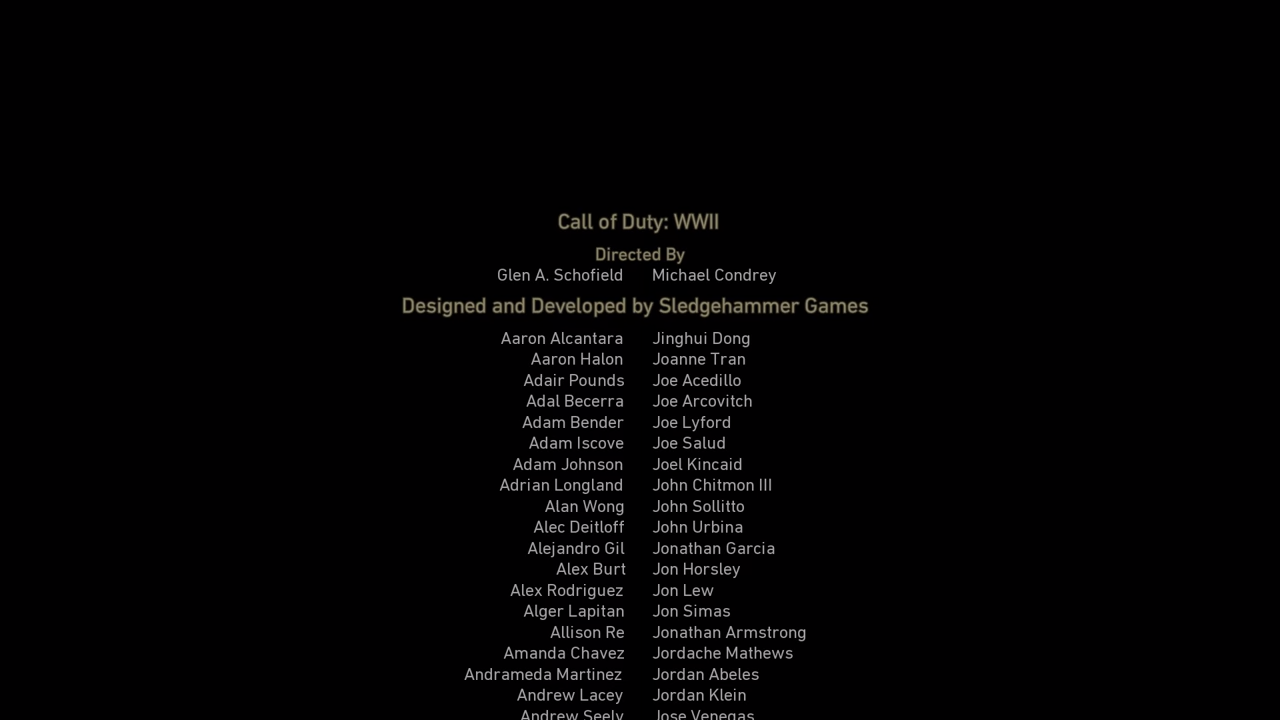 Call of Duty: WWII
Directed By
Glen A. Schofield Michael Condrey
Designed and Developed by Sledgehammer Games
Aaron Alcantara Jinghui Dong
Aaron Halon Joanne Tran
Adair Pounds Joe Acedillo
Adal Becerra Joe Arcovitch
Adam Bender Joe Lyford
Adam Iscove Joe Salud
Adam Johnson Joel Kincaid
Adrian Longland John Chitmon III
Alan Wong John Sollitto
Alec Deitloff John Urbina
Alejandro Gil Jonathan Garcia
Alex Burt Jon Horsley
Alex Rodriguez Jon Lew
Alger Lapitan Jon Simas
Allison Re Jonathan Armstrong
Amanda Chavez Jordache Mathews
Andrameda Martinez Jordan Abeles
Andrew Lacey Jordan Klein
Andrew Seely Jose Venegas